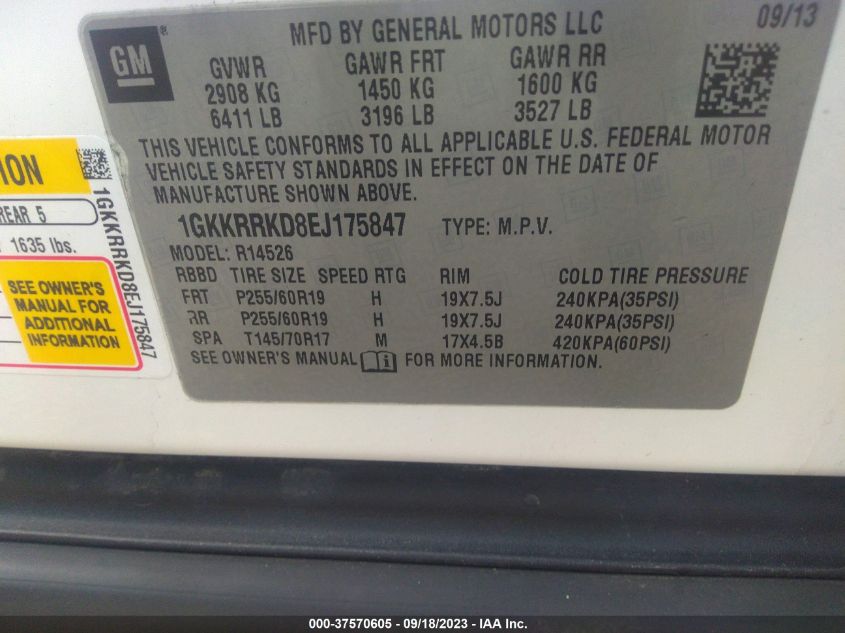 GM
MFD BY GENERAL MOTORS LLC
09/13
GVWR GAWR FRT GAWR RR
2908 KG 1450 KG 1600 KG
6411 LB 3196 LB 3527 LB
THIS VEHICLE CONFORMS TO ALL APPLICABLE U.S. FEDERAL MOTOR
VEHICLE SAFETY STANDARDS IN EFFECT ON THE DATE OF
MANUFACTURE SHOWN ABOVE.
1GKKRRKD8EJ175847 TYPE: M.P.V.
MODEL: R14526
RBBD TIRE SIZE SPEED RTG RIM COLD TIRE PRESSURE
FRT P255/60R19 H 19X7.5J 240KPA(35PSI)
RR P255/60R19 H 19X7.5J 240KPA(35PSI)
SPA T145/70R17 M 17X4.5B 420KPA(60PSI)
SEE OWNER'S MANUAL FOR MORE INFORMATION.
REAR 5
1635 lbs.
SEE OWNER'S
MANUAL FOR
ADDITIONAL
INFORMATION
1GKKRRKD8EJ175847
000-37570605 - 09/18/2023 - IAA Inc.